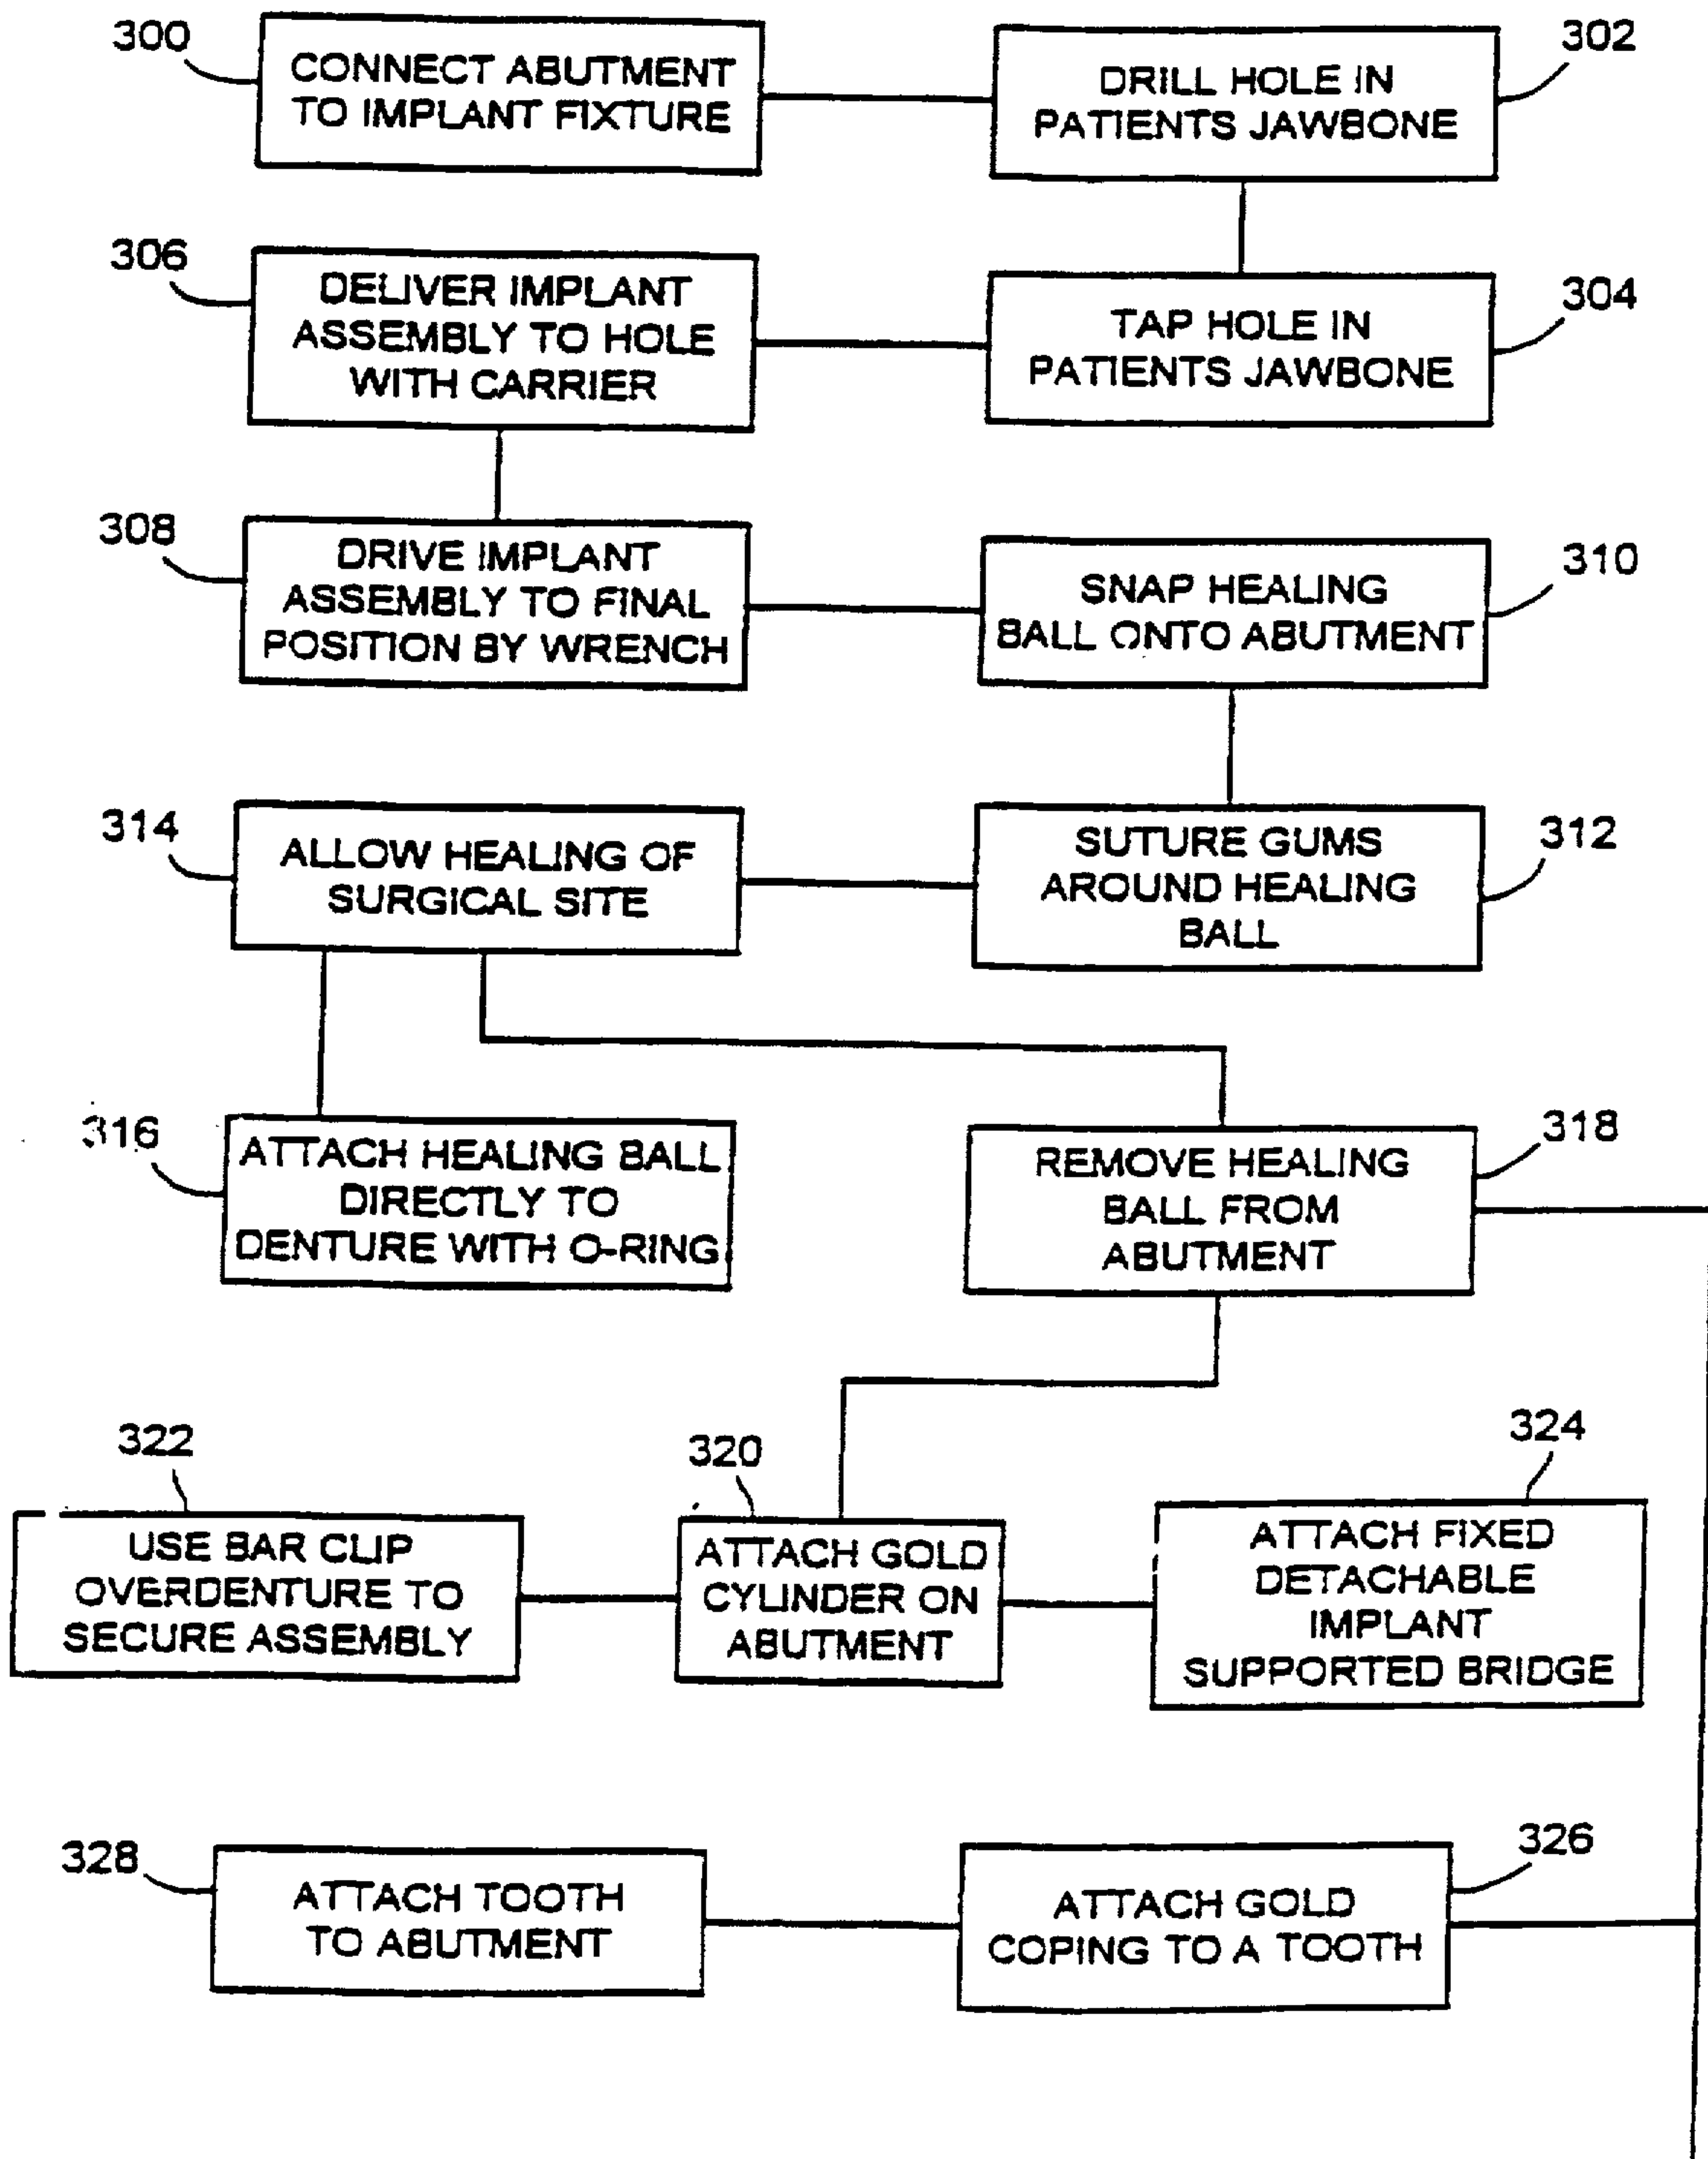 300
CONNECT ABUTMENT
TO IMPLANT FIXTURE
302
DRILL HOLE IN
PATIENTS JAWBONE
306
DELIVER IMPLANT
ASSEMBLY TO HOLE
WITH CARRIER
304
TAP HOLE IN
PATIENTS JAWBONE
308
DRIVE IMPLANT
ASSEMBLY TO FINAL
POSITION BY WRENCH
310
SNAP HEALING
BALL ONTO ABUTMENT
314
ALLOW HEALING OF
SURGICAL SITE
312
SUTURE GUMS
AROUND HEALING
BALL
316
ATTACH HEALING BALL
DIRECTLY TO
DENTURE WITH O-RING
318
REMOVE HEALING
BALL FROM
ABUTMENT
322
USE BAR CLIP
OVERDENTURE TO
SECURE ASSEMBLY
320
ATTACH GOLD
CYLINDER ON
ABUTMENT
324
ATTACH FIXED
DETACHABLE
IMPLANT
SUPPORTED BRIDGE
328
ATTACH TOOTH
TO ABUTMENT
326
ATTACH GOLD
COPING TO A TOOTH